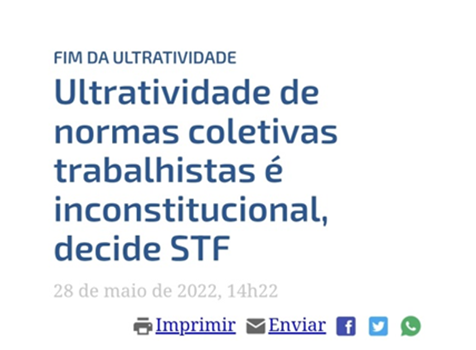 FIM DA ULTRATIVIDADE
Ultratividade de
normas coletivas
trabalhistas é
inconstitucional,
decide STF
28 de maio de 2022, 14h22
Imprimir Enviar